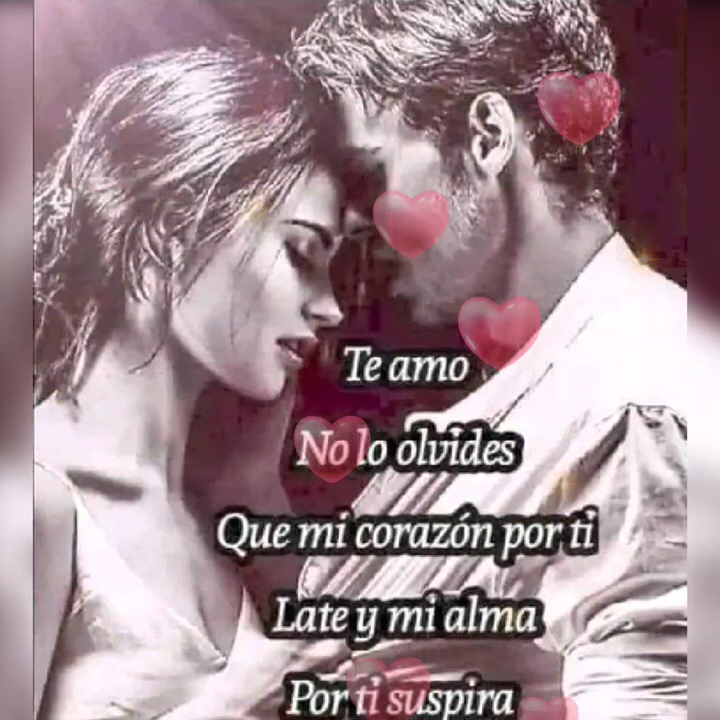 Te amo
No lo olvides
Que mi corazón por ti
Late y mi alma
Por ti suspira